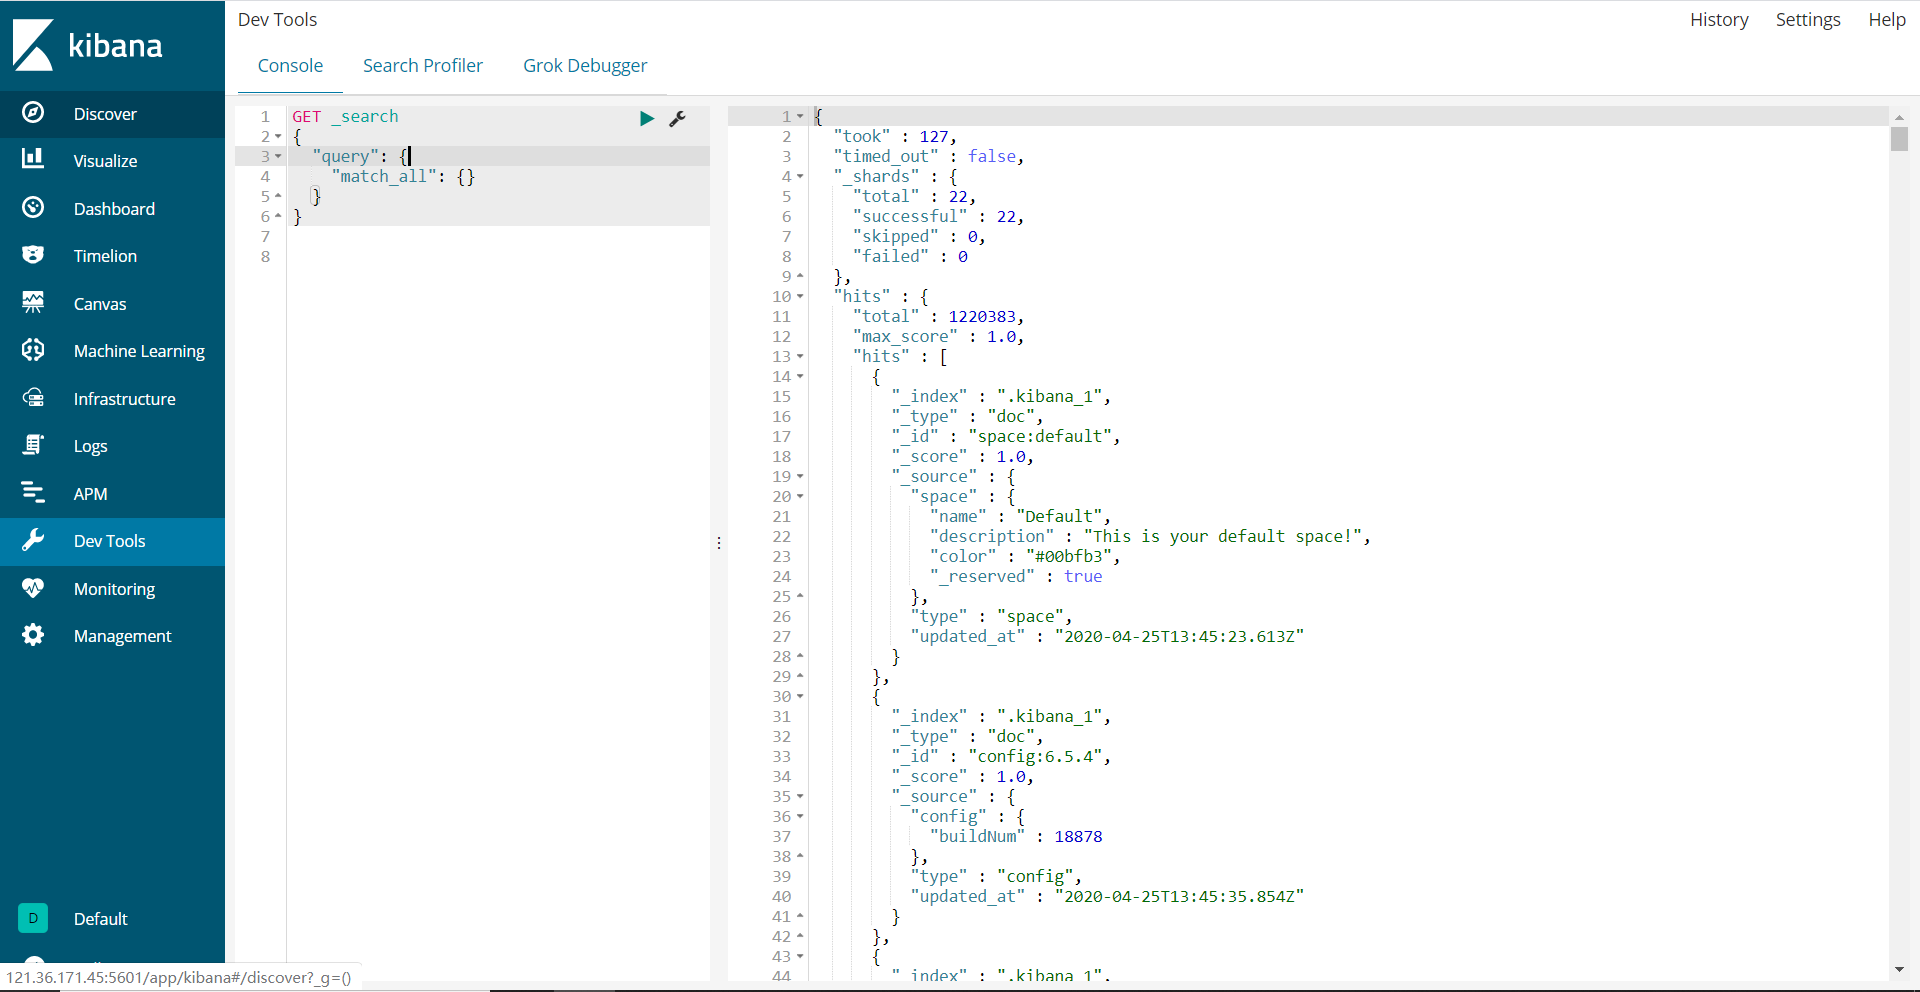 kibana
Discover
Visualize
Dashboard
Timelion
Canvas
Machine Learning
Infrastructure
Logs
APM
Dev Tools
Monitoring
Management
D Default
121.36.171.45:5601/app/kibana#/discover?_g=()
Dev Tools
History Settings Help
Console Search Profiler Grok Debugger
1 GET _search
2 {
3 "query": {
4 "match_all": {}
5 }
6 }
7
8
1 {
2 "took" : 127,
3 "timed_out" : false,
4 "_shards" : {
5 "total" : 22,
6 "successful" : 22,
7 "skipped" : 0,
8 "failed" : 0
9 },
10 "hits" : {
11 "total" : 1220383,
12 "max_score" : 1.0,
13 "hits" : [
14 {
15 "_index" : ".kibana_1",
16 "_type" : "doc",
17 "_id" : "space:default",
18 "_score" : 1.0,
19 "_source" : {
20 "space" : {
21 "name" : "Default",
22 "description" : "This is your default space!",
23 "color" : "#00bfb3",
24 "_reserved" : true
25 },
26 "type" : "space",
27 "updated_at" : "2020-04-25T13:45:23.613Z"
28 }
29 },
30 {
31 "_index" : ".kibana_1",
32 "_type" : "doc",
33 "_id" : "config:6.5.4",
34 "_score" : 1.0,
35 "_source" : {
36 "config" : {
37 "buildNum" : 18878
38 },
39 "type" : "config",
40 "updated_at" : "2020-04-25T13:45:35.854Z"
41 }
42 },
43 {
44 "_index" : ".kibana_1",